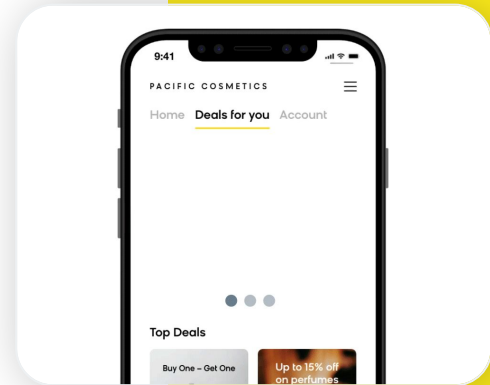 9:41
PACIFIC COSMETICS
Home Deals for you Account
Top Deals
Buy One – Get One
Up to 15% off
on perfumes